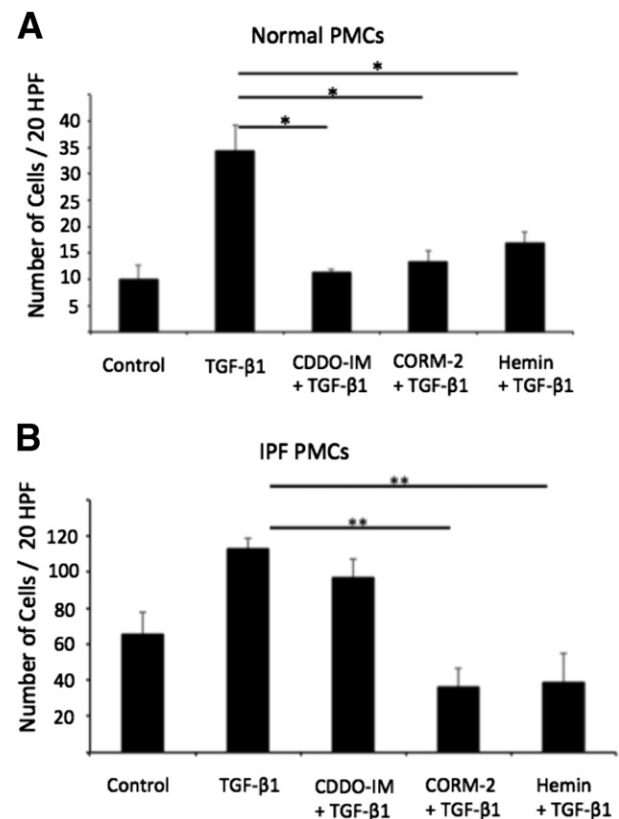 A
Normal PMCs
*
*
*
Number of Cells / 20 HPF
40
35
30
25
20
15
10
5
Control
TGF-β1
CDDO-IM
+ TGF-β1
CORM-2
+ TGF-β1
Hemin
+ TGF-β1
B
IPF PMCs
**
**
Number of Cells / 20 HPF
120
100
80
60
40
20
Control
TGF-β1
CDDO-IM
+ TGF-β1
CORM-2
+ TGF-β1
Hemin
+ TGF-β1